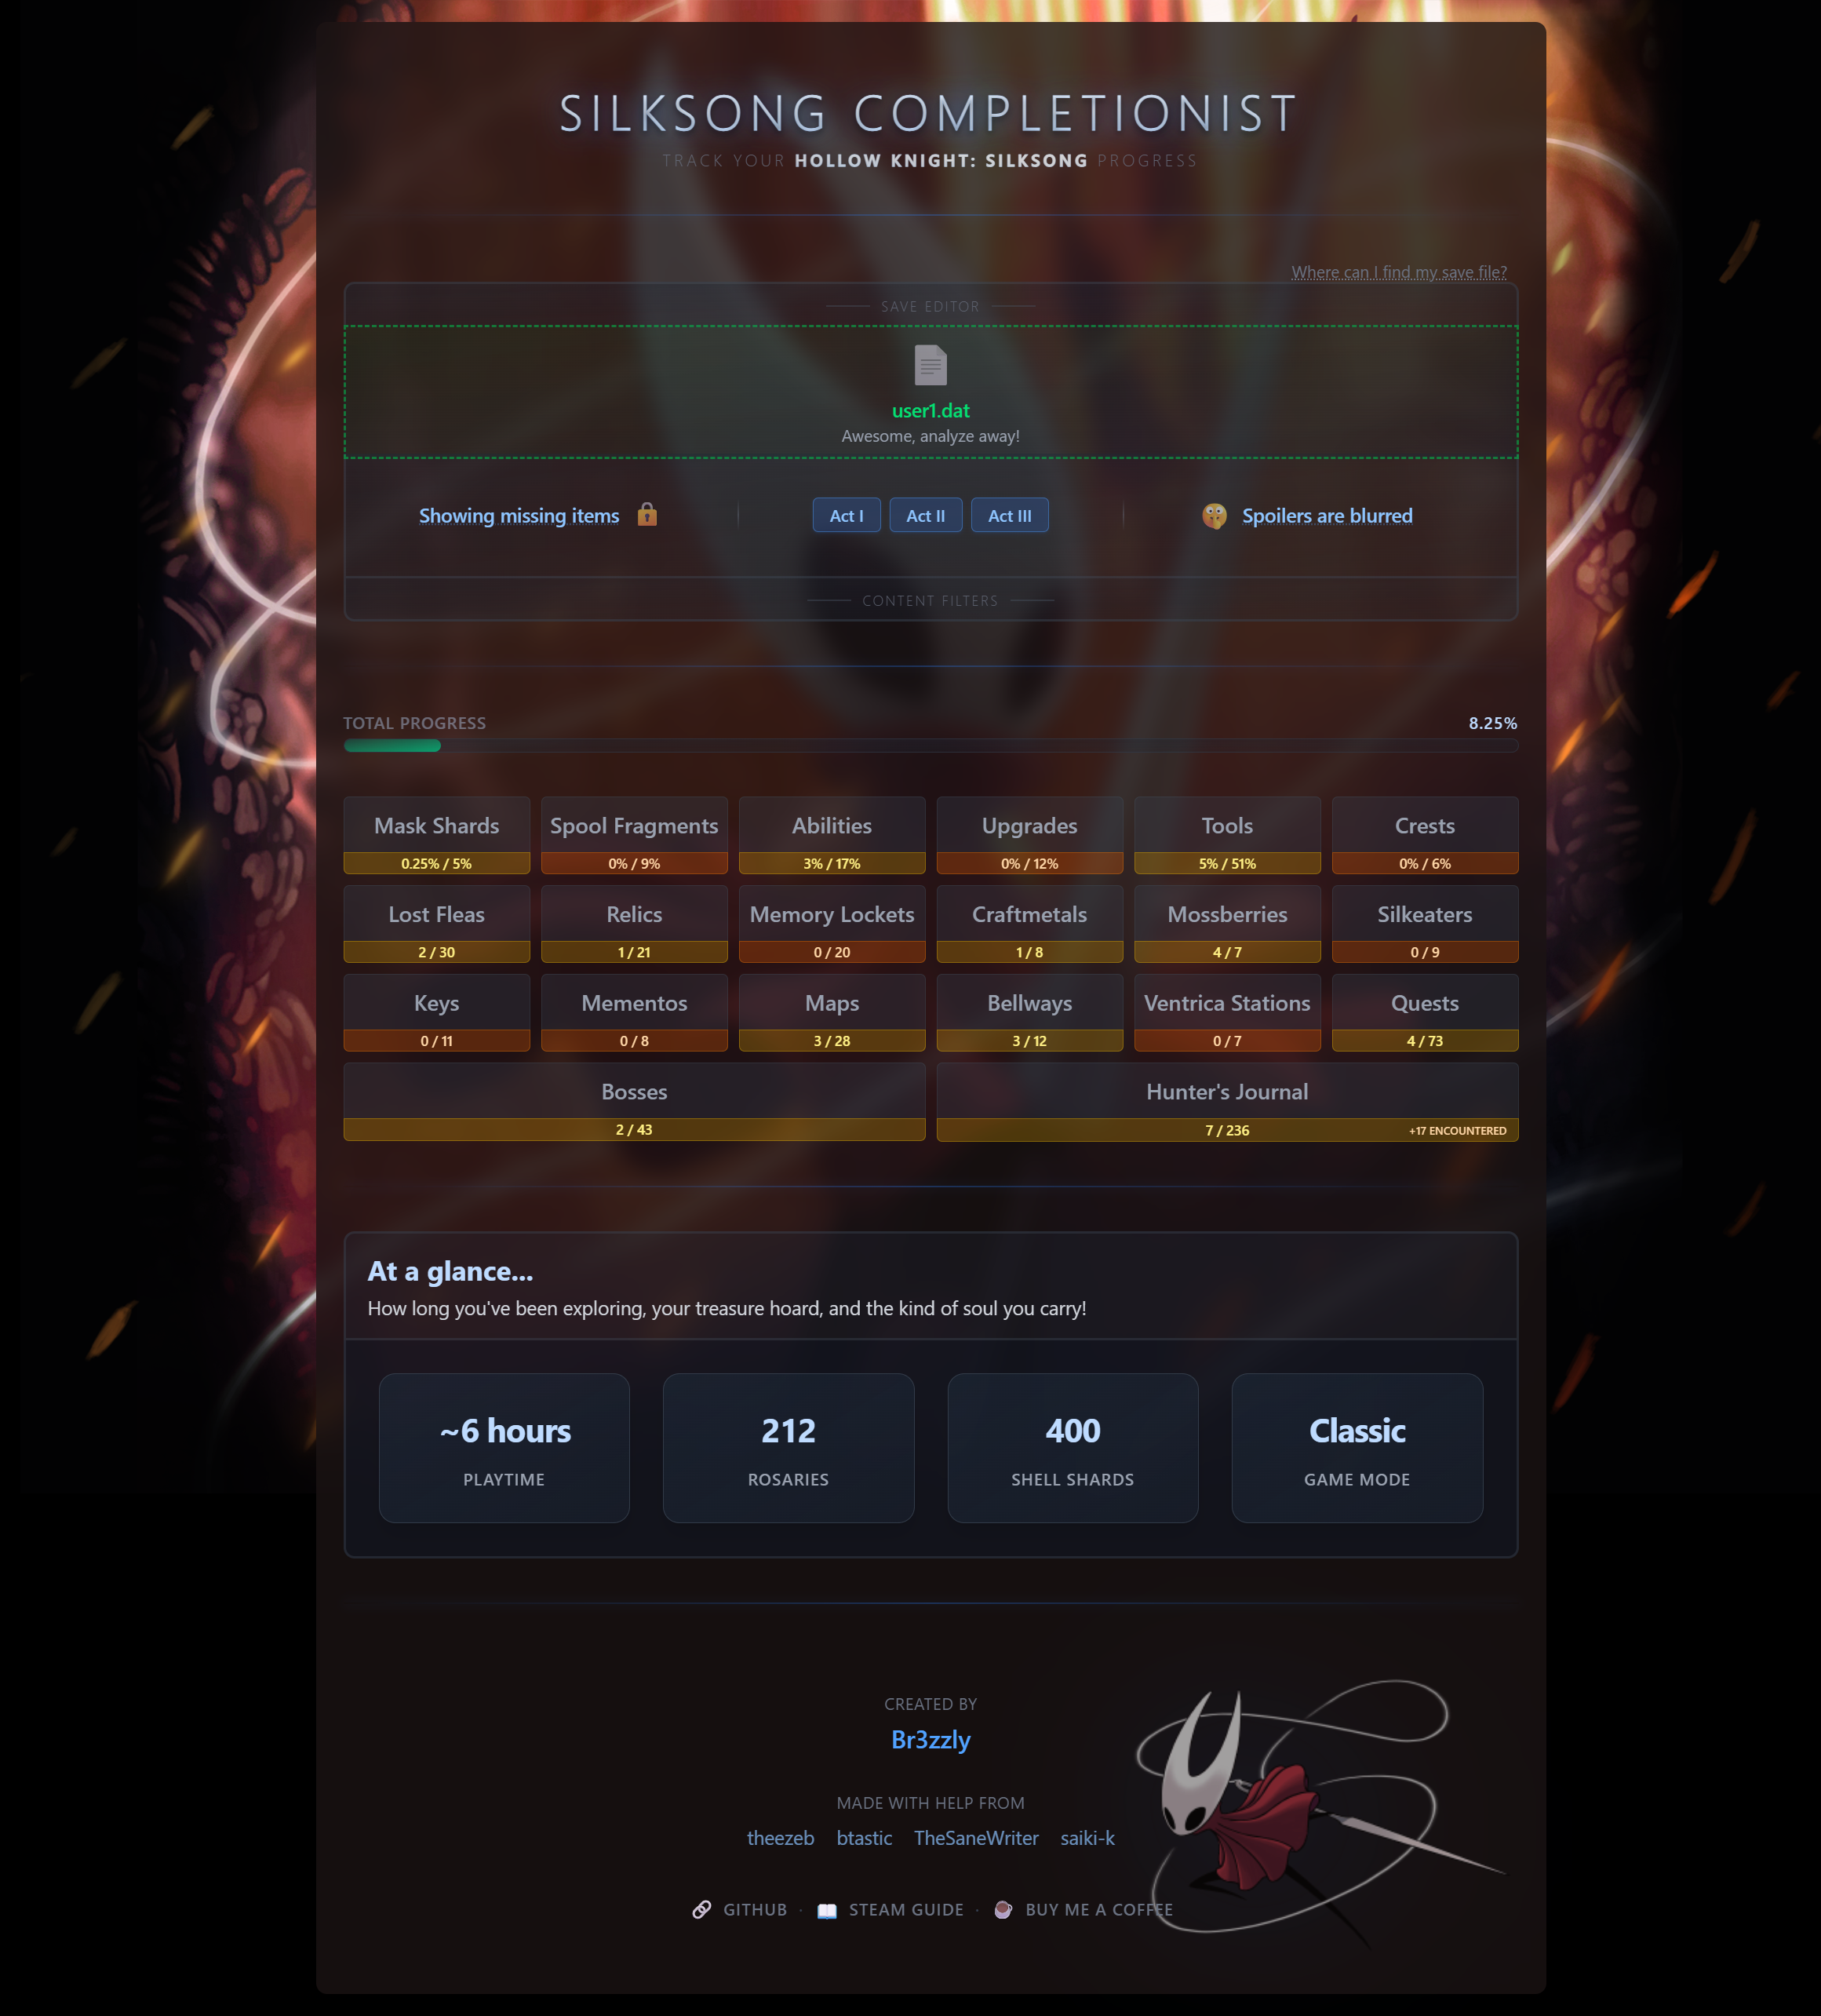 SILKSONG COMPLETIONIST
TRACK YOUR HOLLOW KNIGHT: SILKSONG PROGRESS
Where can I find my save file?
SAVE EDITOR
user1.dat
Awesome, analyze away!
Showing missing items
Act I
Act II
Act III
Spoilers are blurred
CONTENT FILTERS
TOTAL PROGRESS
8.25%
Mask Shards
0.25% / 5%
Spool Fragments
0% / 9%
Abilities
3% / 17%
Upgrades
0% / 12%
Tools
5% / 51%
Crests
0% / 6%
Lost Fleas
2 / 30
Relics
1 / 21
Memory Lockets
0 / 20
Craftmetals
1 / 8
Mossberries
4 / 7
Silkeaters
0 / 9
Keys
0 / 11
Mementos
0 / 8
Maps
3 / 28
Bellways
3 / 12
Ventrica Stations
0 / 7
Quests
4 / 73
Bosses
2 / 43
Hunter's Journal
7 / 236
+17 ENCOUNTERED
At a glance...
How long you've been exploring, your treasure hoard, and the kind of soul you carry!
~6 hours
PLAYTIME
212
ROSARIES
400
SHELL SHARDS
Classic
GAME MODE
CREATED BY
Br3zzly
MADE WITH HELP FROM
theezeb btastic TheSaneWriter saiki-k
GITHUB · STEAM GUIDE · BUY ME A COFFEE